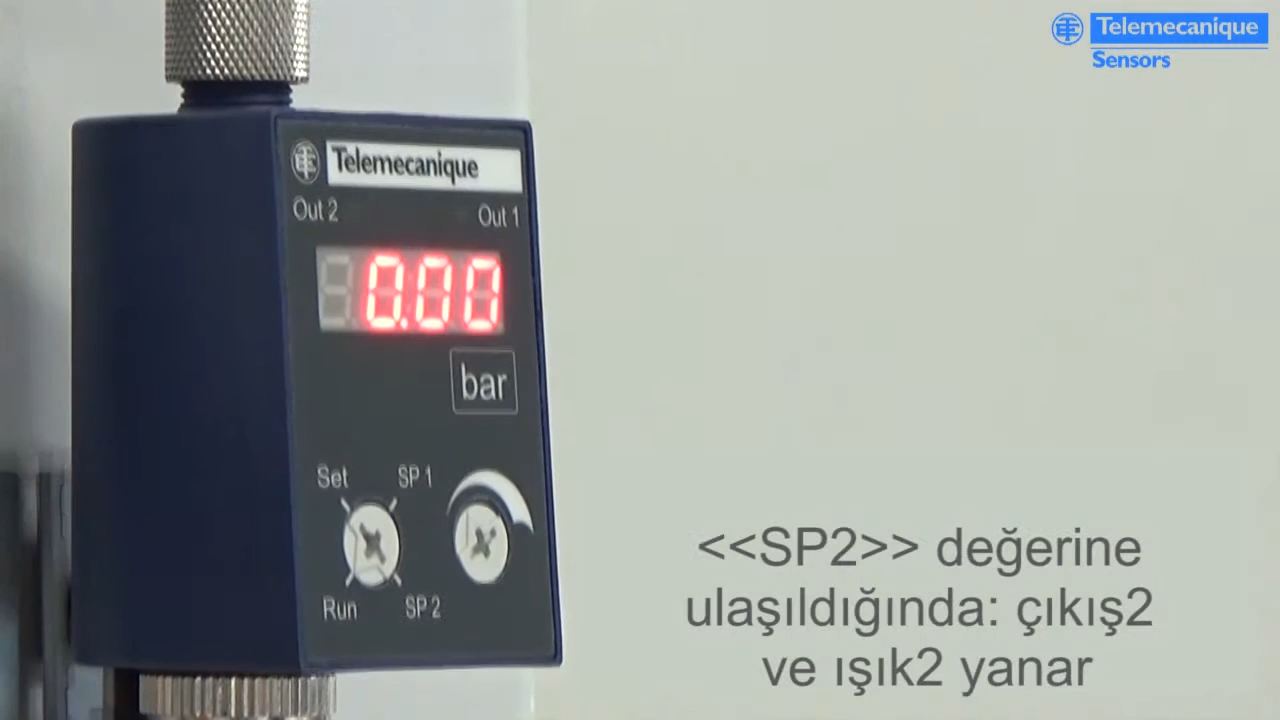 Telemecanique
Sensors
Telemecanique
Out 2 Out 1
0.00
bar
Set SP 1
Run SP 2
<<SP2>> değerine
ulaşıldığında: çıkış2
ve ışık2 yanar